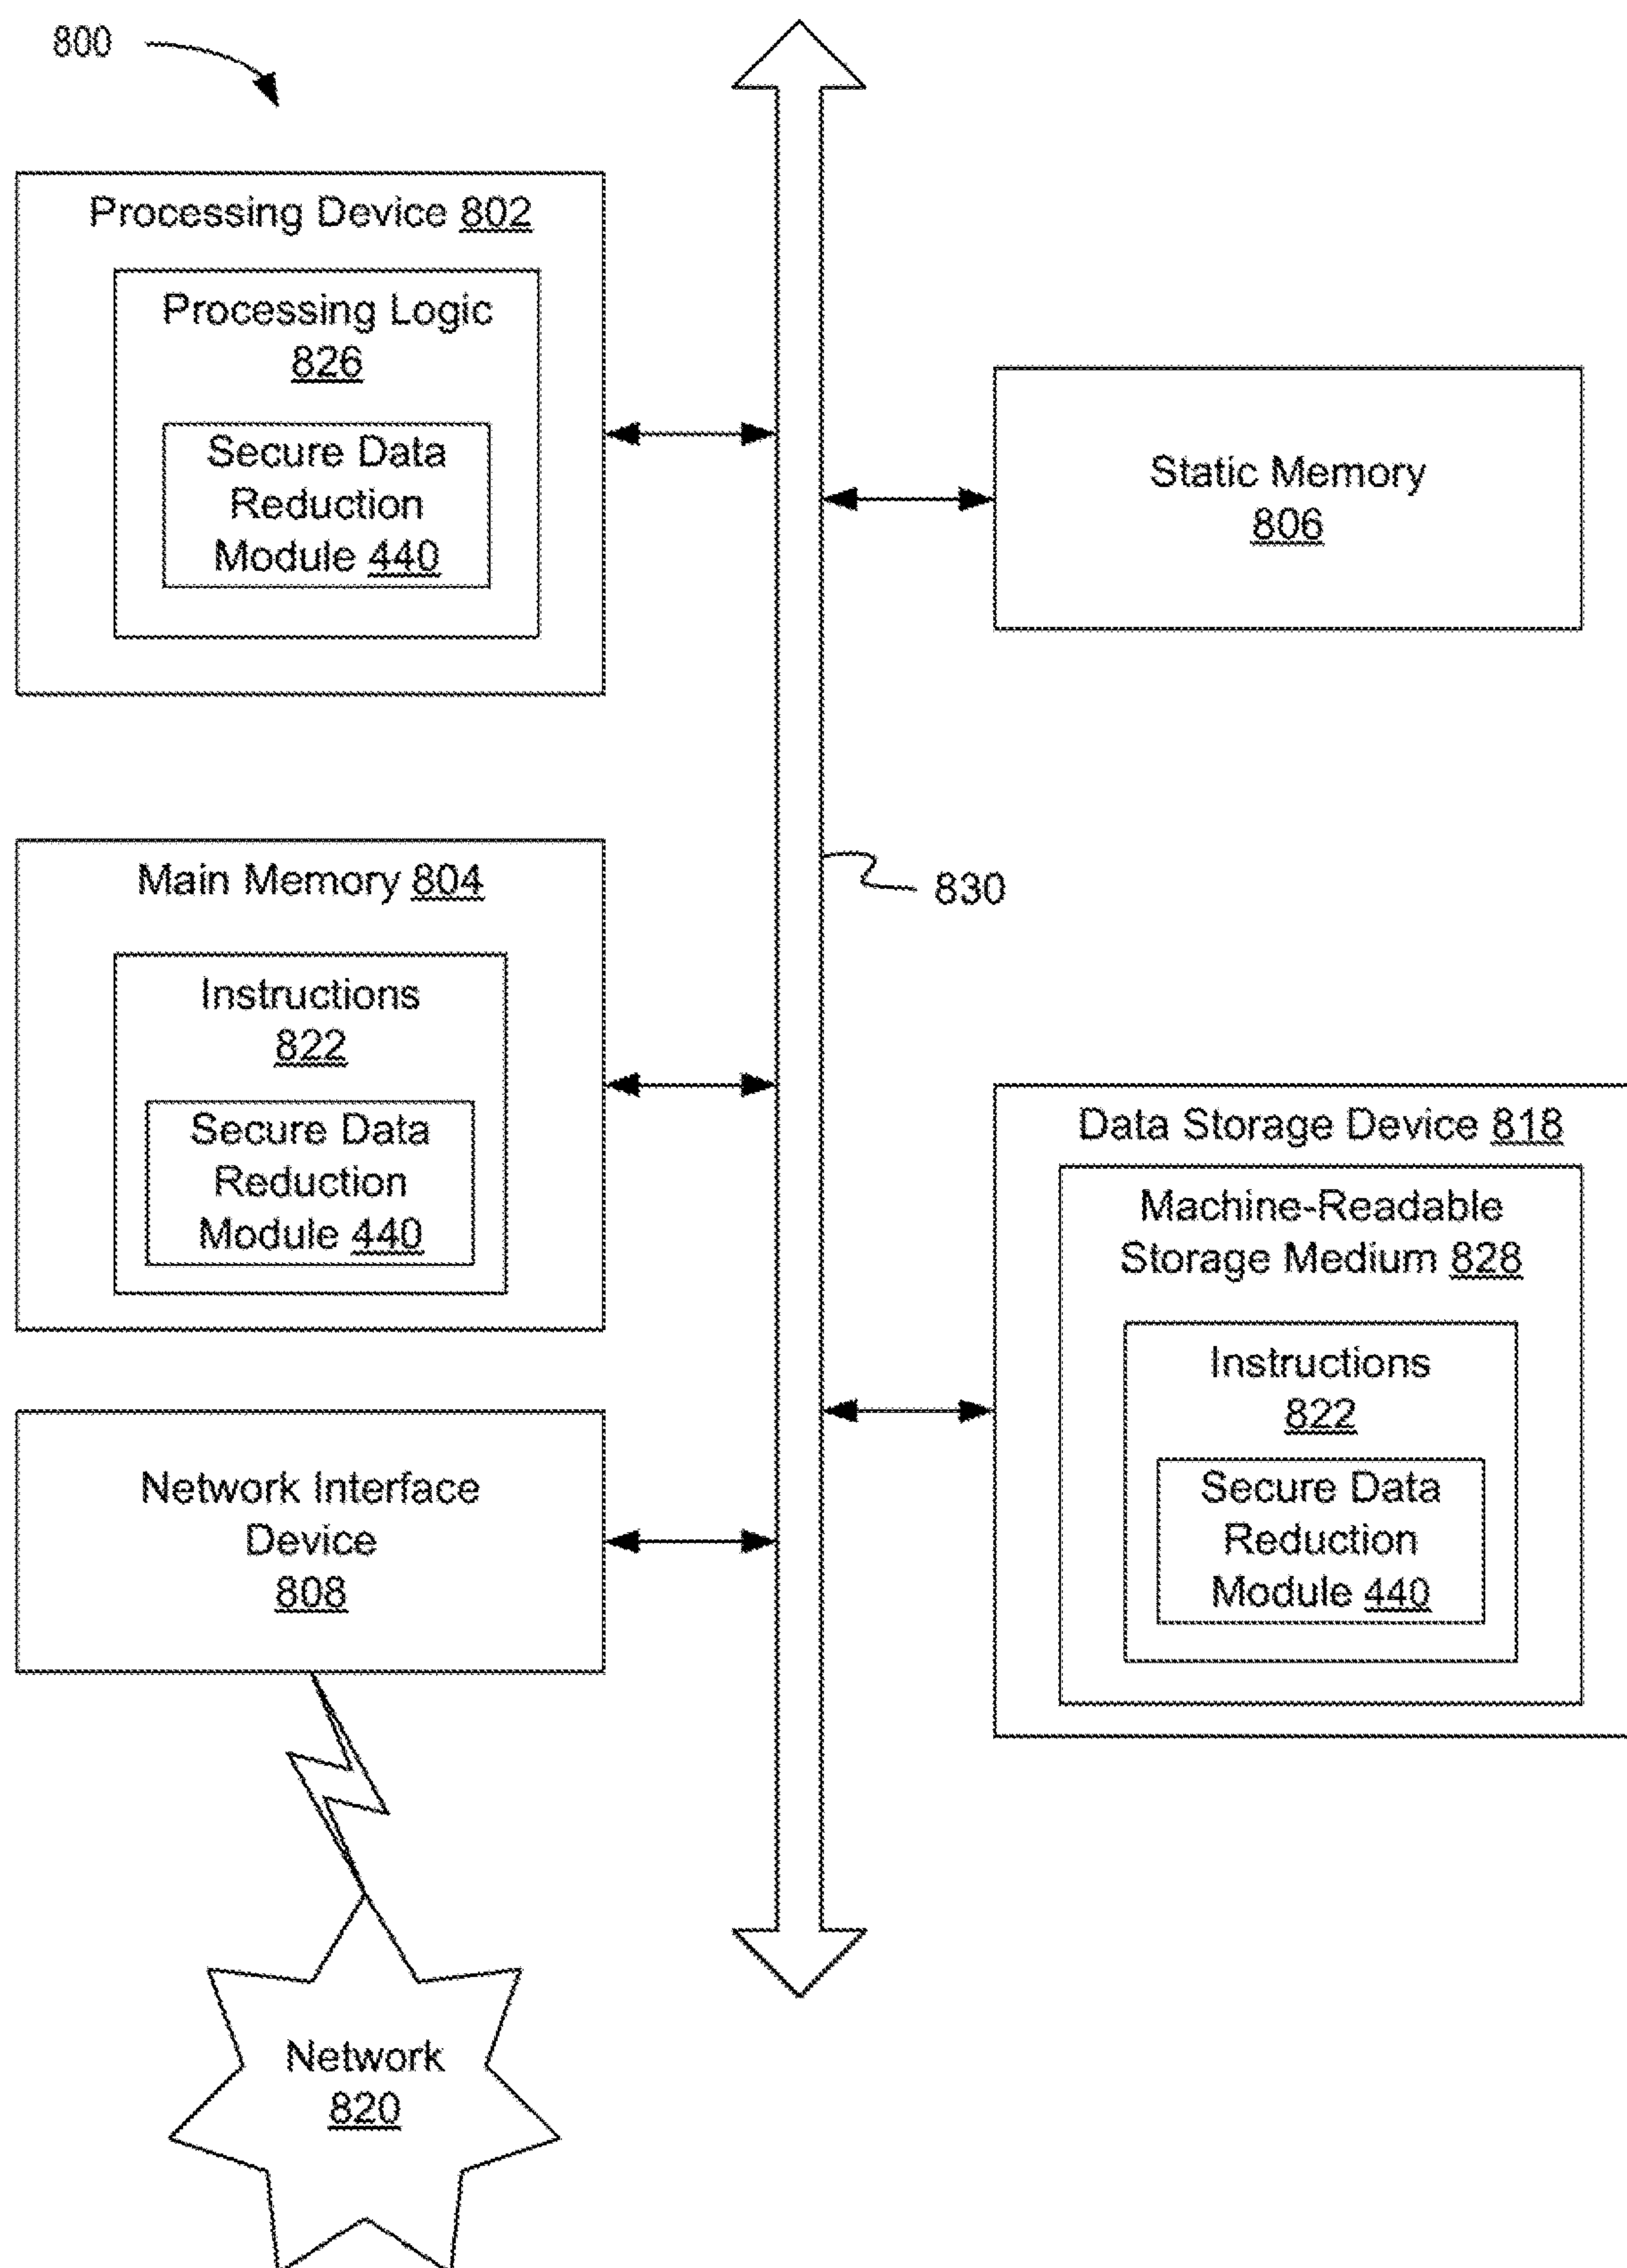 800
Processing Device 802
Processing Logic
826
Secure Data
Reduction
Module 440
Static Memory
806
Main Memory 804
Instructions
822
Secure Data
Reduction
Module 440
830
Data Storage Device 818
Machine-Readable
Storage Medium 828
Instructions
822
Secure Data
Reduction
Module 440
Network Interface
Device
808
Network
820